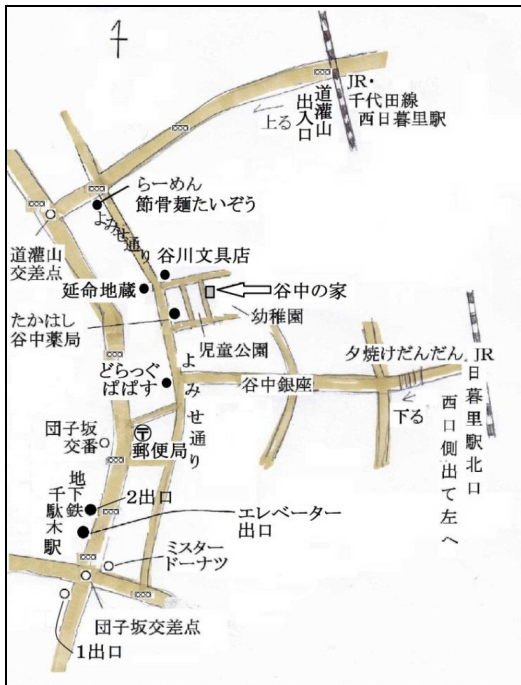 JR・
千代田線
西日暮里駅
道灌山
出入口
上る
らーめん
節骨麺たいぞう
よみせ通り
道灌山
交差点
谷川文具店
延命地蔵
谷中の家
たかはし
谷中薬局
幼稚園
児童公園
どらっぐ
ぱぱす
よみせ通り
谷中銀座
夕焼けだんだん
下る
JR
日暮里駅北口
西口側出て左へ
団子坂
交番
〒
郵便局
地下鉄
千駄木駅
2出口
エレベーター
出口
ミスター
ドーナツ
団子坂交差点
1出口